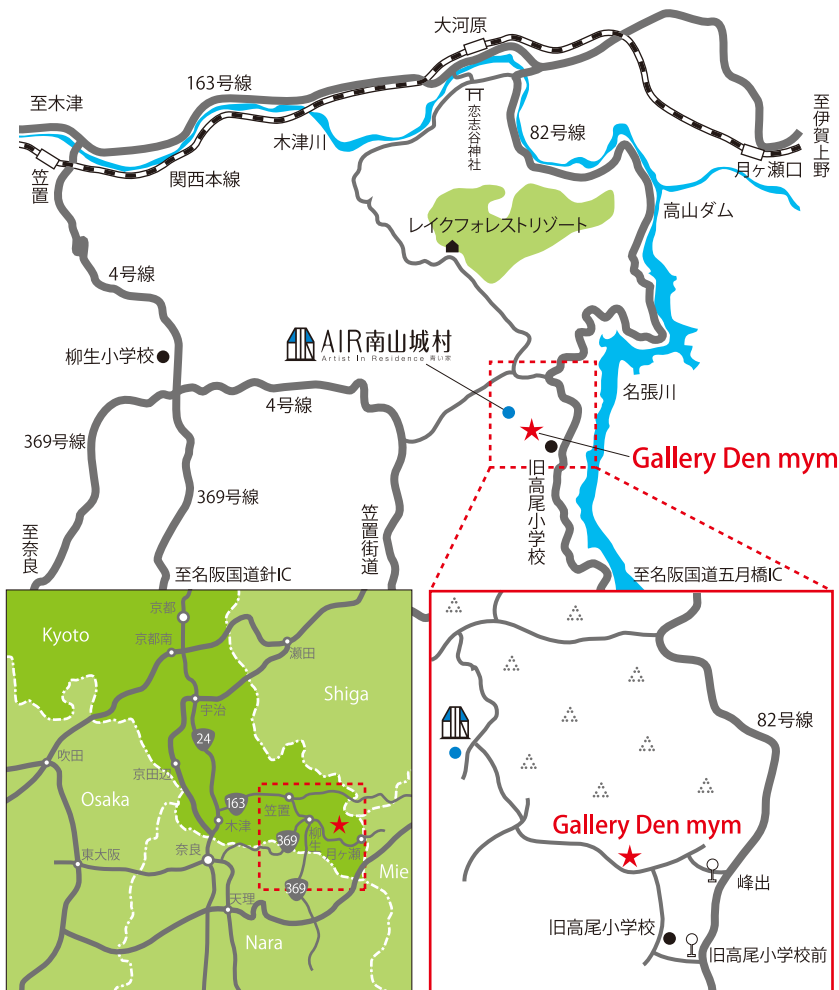 大河原
163号線
至木津
至伊賀上野
恋志谷神社
82号線
木津川
笠置
関西本線
月ヶ瀬口
高山ダム
レイクフォレストリゾート
4号線
AIR南山城村
Artist In Residence 青い家
柳生小学校
名張川
4号線
369号線
Gallery Den mym
旧高尾小学校
369号線
至奈良
笠置街道
至名阪国道針IC
至名阪国道五月橋IC
京都
Kyoto
京都南
瀬田
Shiga
宇治
24
吹田
京田辺
Osaka
163
笠置
木津
柳生
369
月ヶ瀬
東大阪
奈良
Mie
369
天理
Nara
82号線
Gallery Den mym
峰出
旧高尾小学校
旧高尾小学校前